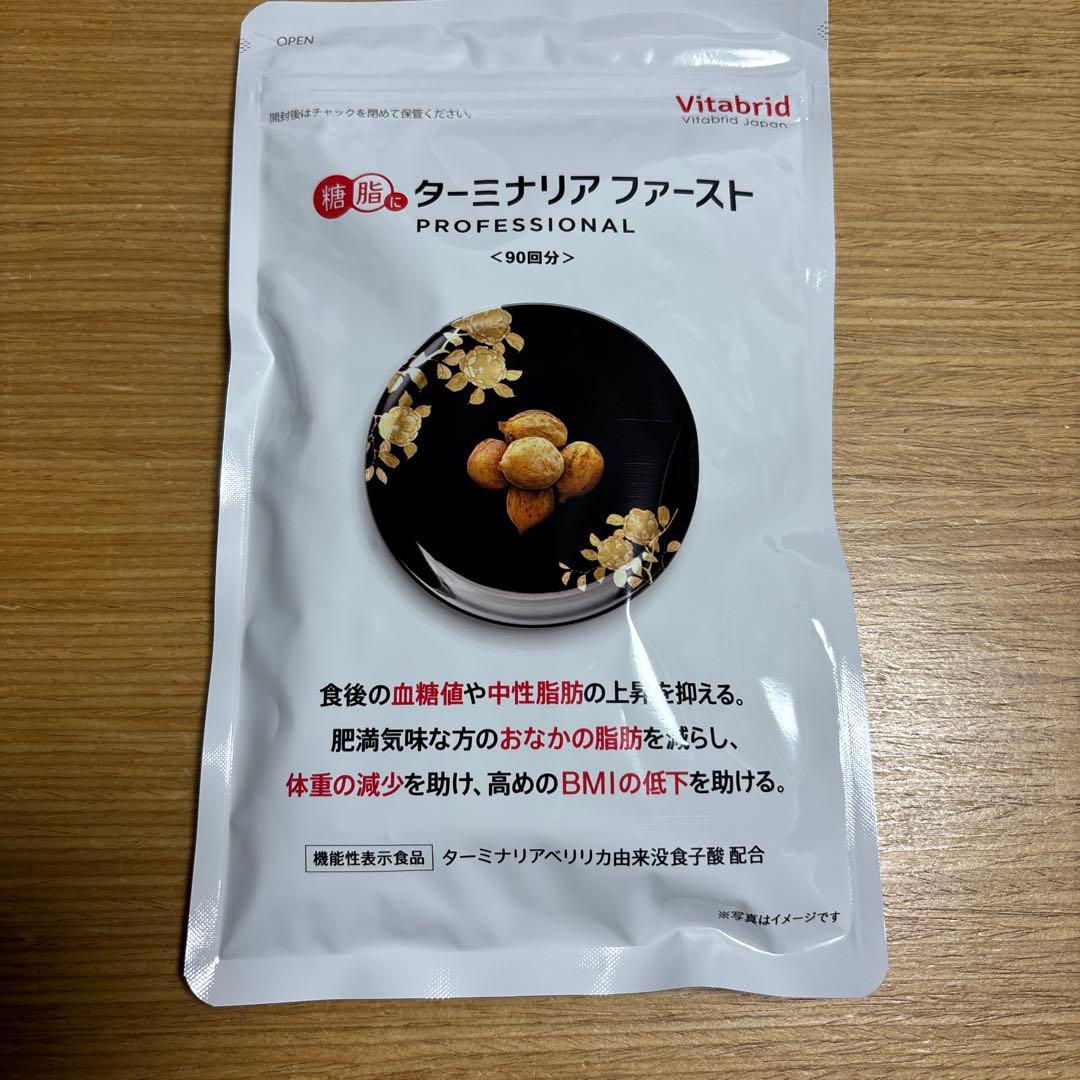 OPEN
開封後はチャックを閉めて保管ください。
Vitabrid
Vitabrid Japan
糖脂に ターミナリア ファースト
PROFESSIONAL
<90回分>
食後の血糖値や中性脂肪の上昇を抑える。
肥満気味な方のおなかの脂肪を減らし、
体重の減少を助け、高めのBMIの低下を助ける。
機能性表示食品 ターミナリアベリリカ由来没食子酸 配合
※写真はイメージです